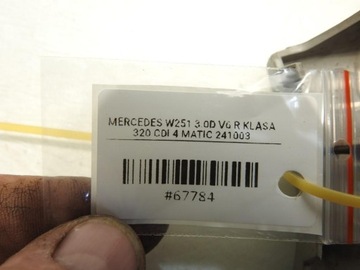 MERCEDES W251 3.0D V6 R KLASA
320 CDI 4 MATIC 241003
#67784